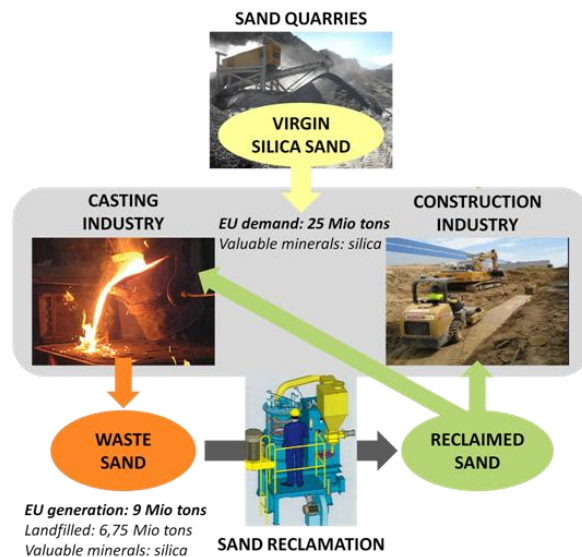 SAND QUARRIES
VIRGIN
SILICA SAND
CASTING
INDUSTRY
EU demand: 25 Mio tons
Valuable minerals: silica
CONSTRUCTION
INDUSTRY
WASTE
SAND
RECLAIMED
SAND
EU generation: 9 Mio tons
Landfilled: 6,75 Mio tons
Valuable minerals: silica
SAND RECLAMATION